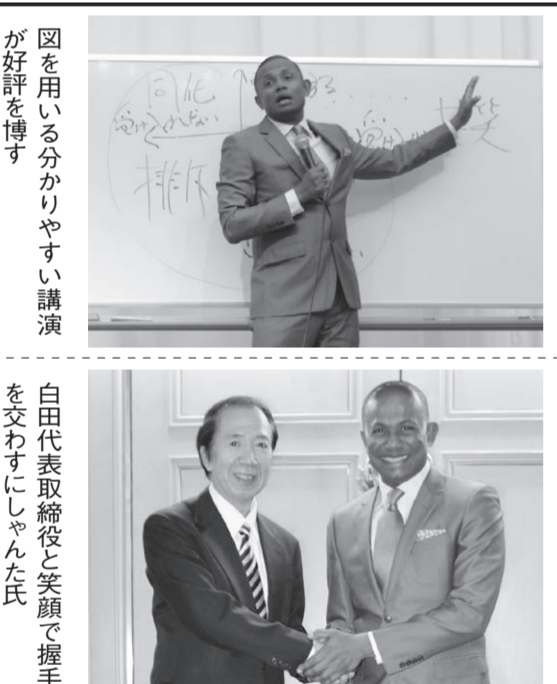 図を用いる分かりやすい講演
が好評を博す
同化
排斥
白田代表取締役と笑顔で握手
を交わすにしゃんた氏